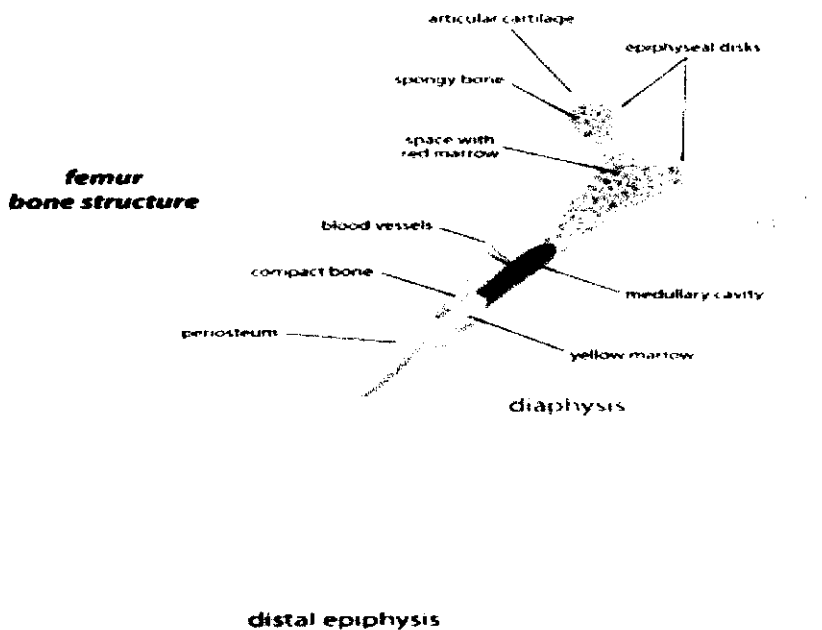 articular cartilage
epiphyseal disks
spongy bone
space with
red marrow
femur
bone structure
blood vessels
compact bone
medullary cavity
periosteum
yellow marrow
diaphysis
distal epiphysis